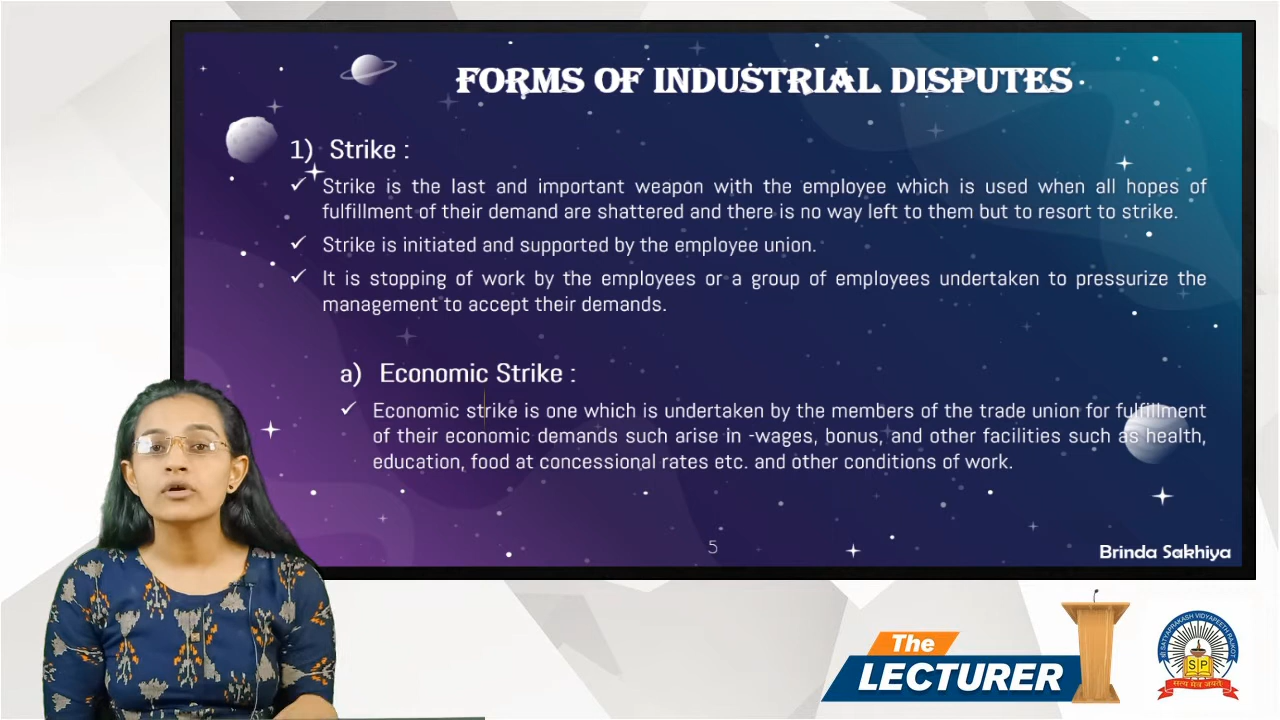 FORMS OF INDUSTRIAL DISPUTES
1) Strike :
✓ Strike is the last and important weapon with the employee which is used when all hopes of
fulfillment of their demand are shattered and there is no way left to them but to resort to strike.
✓ Strike is initiated and supported by the employee union.
✓ It is stopping of work by the employees or a group of employees undertaken to pressurize the
management to accept their demands.
a) Economic Strike :
✓ Economic strike is one which is undertaken by the members of the trade union for fulfillment
of their economic demands such arise in -wages, bonus, and other facilities such as health,
education, food at concessional rates etc. and other conditions of work.
5
Brinda Sakhiya
The
LECTURER
SATYAPRAKASH VIDYAPEETH RAJKOT
S P
सत्य मेव जयते